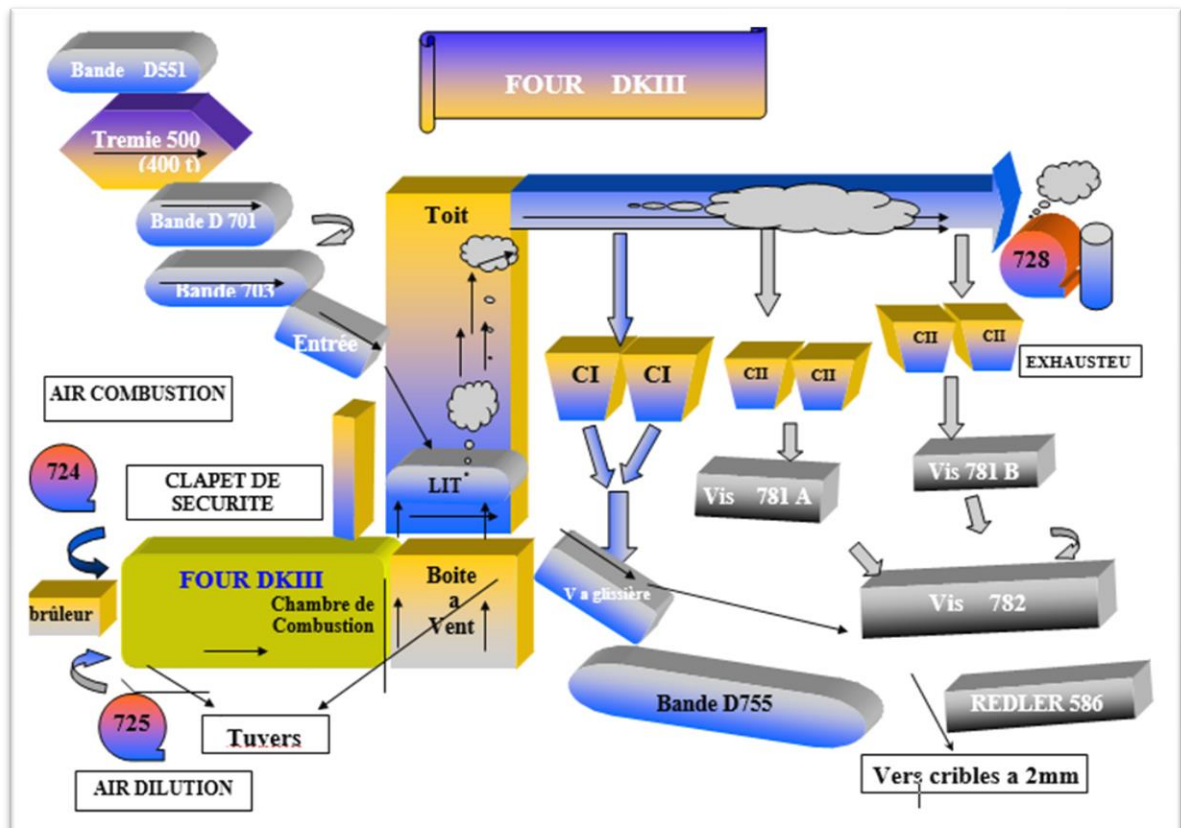 Bande D551
FOUR DKIII
Tremie 500
(400 t)
Bande D 701
Toit
Bande 703
728
Entrée
CI
CI
CII
CII
CII
CII
EXHAUSTEU
AIR COMBUSTION
724
CLAPET DE
SECURITE
LIT
Vis 781 A
Vis 781 B
FOUR DKIII
Chambre de
Combustion
brûleur
Boite
a
Vent
V a glissière
Vis 782
Bande D755
REDLER 586
725
Tuvers
AIR DILUTION
Vers cribles a 2mm